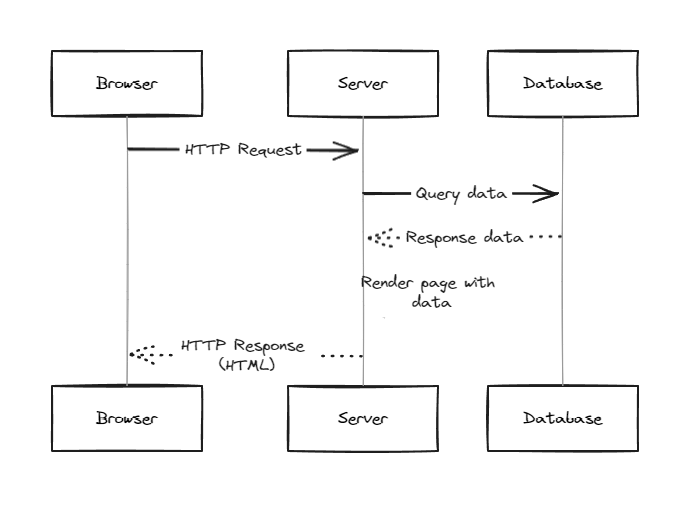 Browser
Server
Database
HTTP Request
Query data
Response data
Render page with
data
HTTP Response
(HTML)
Browser
Server
Database